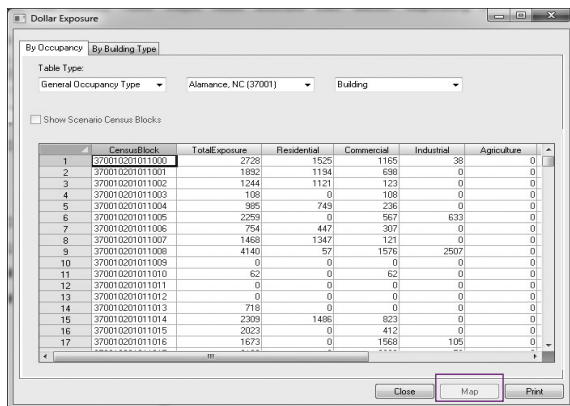 Dollar Exposure
By Occupancy By Building Type
Table Type:
General Occupancy Type Alamance, NC (37001) Building
Show Scenario Census Blocks
CensusBlock TotalExposure Residential Commercial Industrial Agriculture
1 370010201011000 2728 1525 1165 38 0
2 370010201011001 1892 1194 698 0 0
3 370010201011002 1244 1121 123 0 0
4 370010201011003 108 0 108 0 0
5 370010201011004 985 749 236 0 0
6 370010201011005 2259 0 567 633 0
7 370010201011006 754 447 307 0 0
8 370010201011007 1468 1347 121 0 0
9 370010201011008 4140 57 1576 2507 0
10 370010201011009 0 0 0 0 0
11 370010201011010 62 0 62 0 0
12 370010201011011 0 0 0 0 0
13 370010201011012 0 0 0 0 0
14 370010201011013 718 0 0 0 0
15 370010201011014 2309 1486 823 0 0
16 370010201011015 2023 0 412 0 0
17 370010201011016 1673 0 1568 105 0
Close Map Print